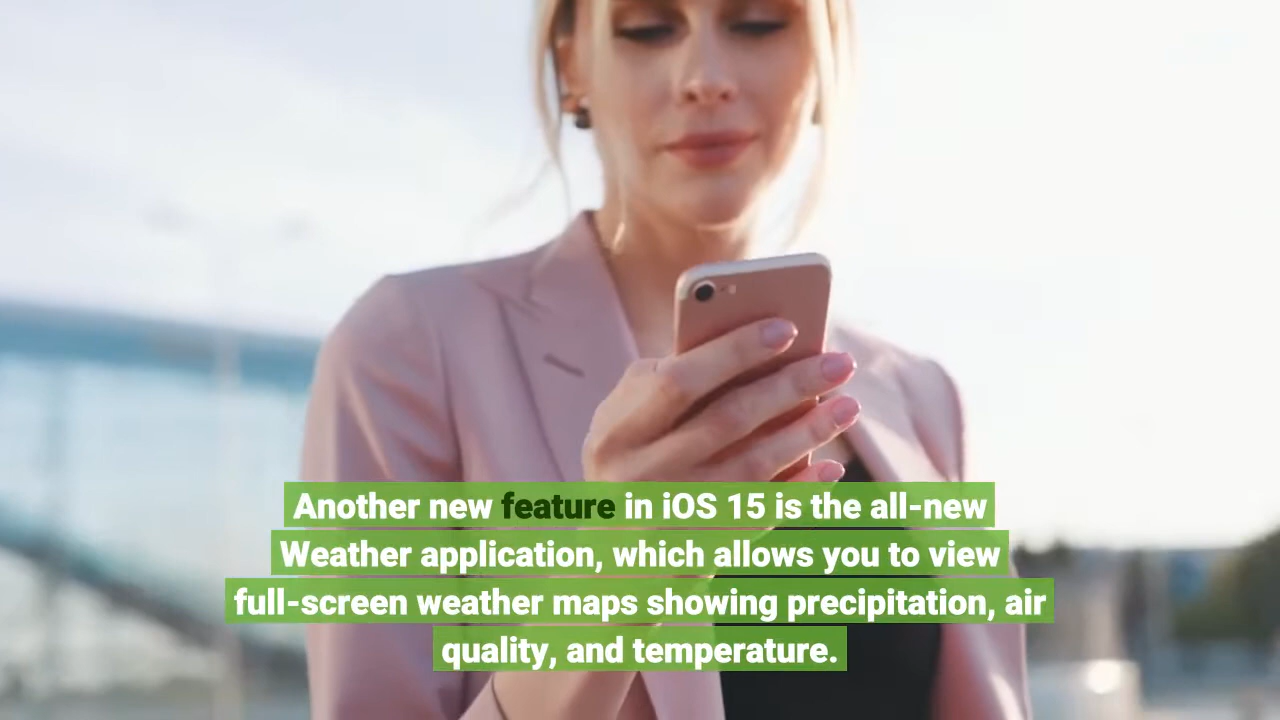 Another new feature in iOS 15 is the all-new
Weather application, which allows you to view
full-screen weather maps showing precipitation, air
quality, and temperature.